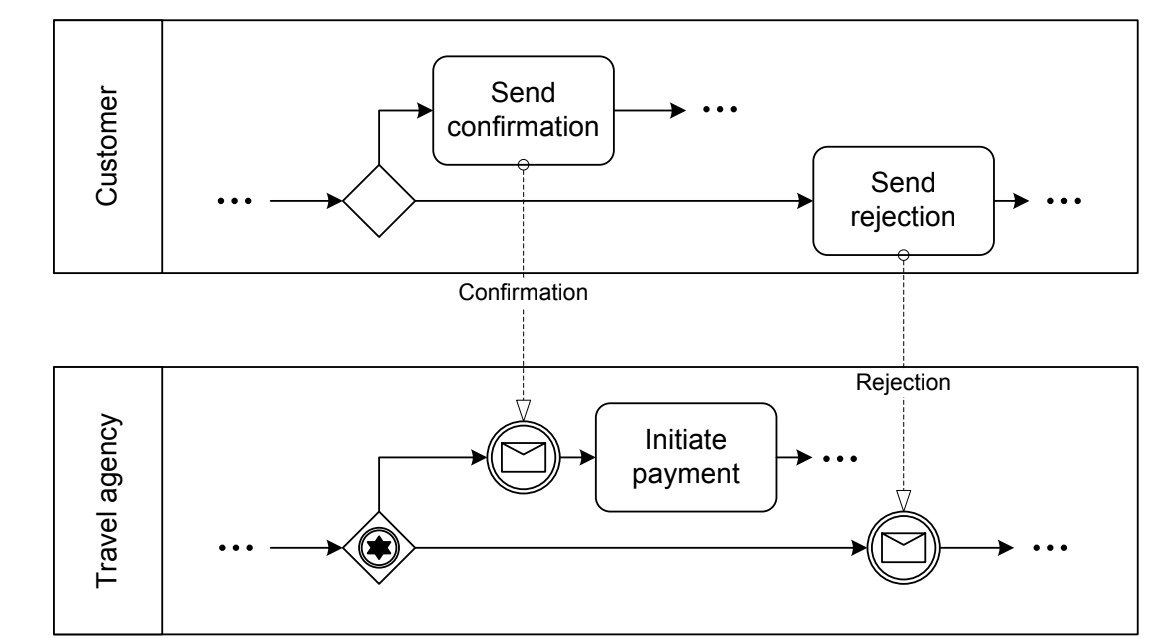 Customer
Send
confirmation
...
...
Send
rejection
...
Confirmation
Rejection
Travel agency
Initiate
payment
...
...
...